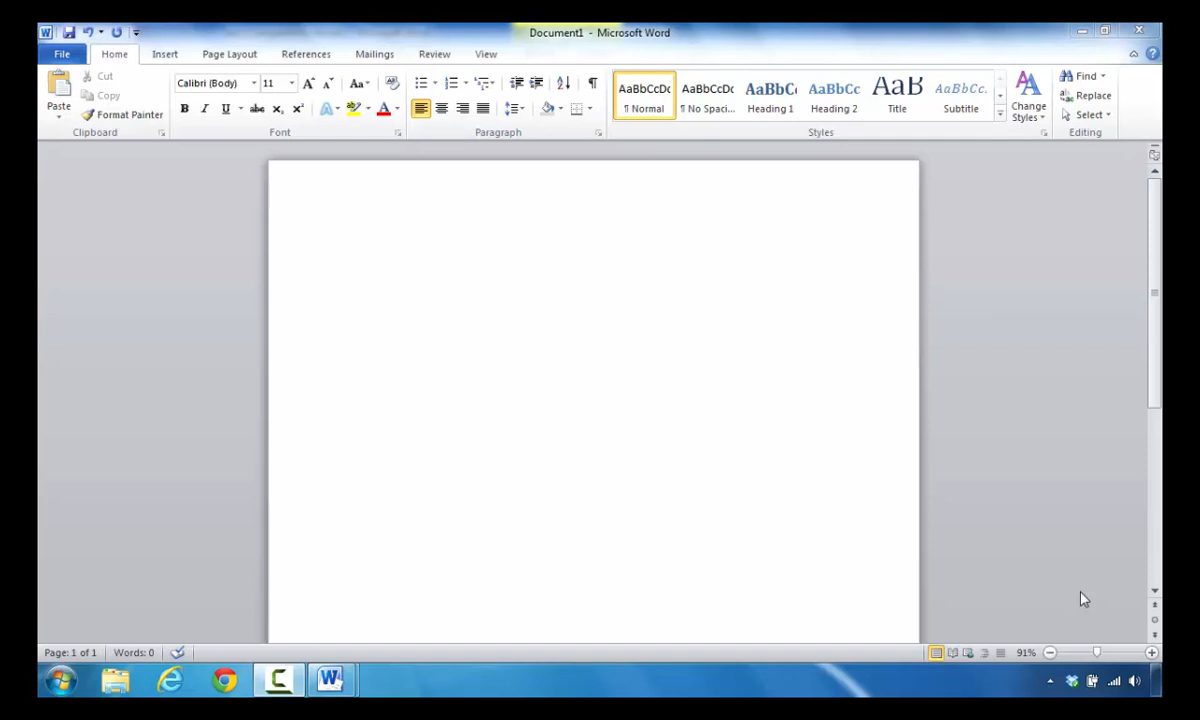 Document1 - Microsoft Word
File Home Insert Page Layout References Mailings Review View
Cut
Copy
Paste
Format Painter
Clipboard
Calibri (Body) 11
Font
Paragraph
AaBbCcDc AaBbCcDc AaBbCc AaBbCc AaB AaBbCc.
¶ Normal ¶ No Spaci... Heading 1 Heading 2 Title Subtitle
Change
Styles
Styles
Find
Replace
Select
Editing
Page: 1 of 1 Words: 0 91%